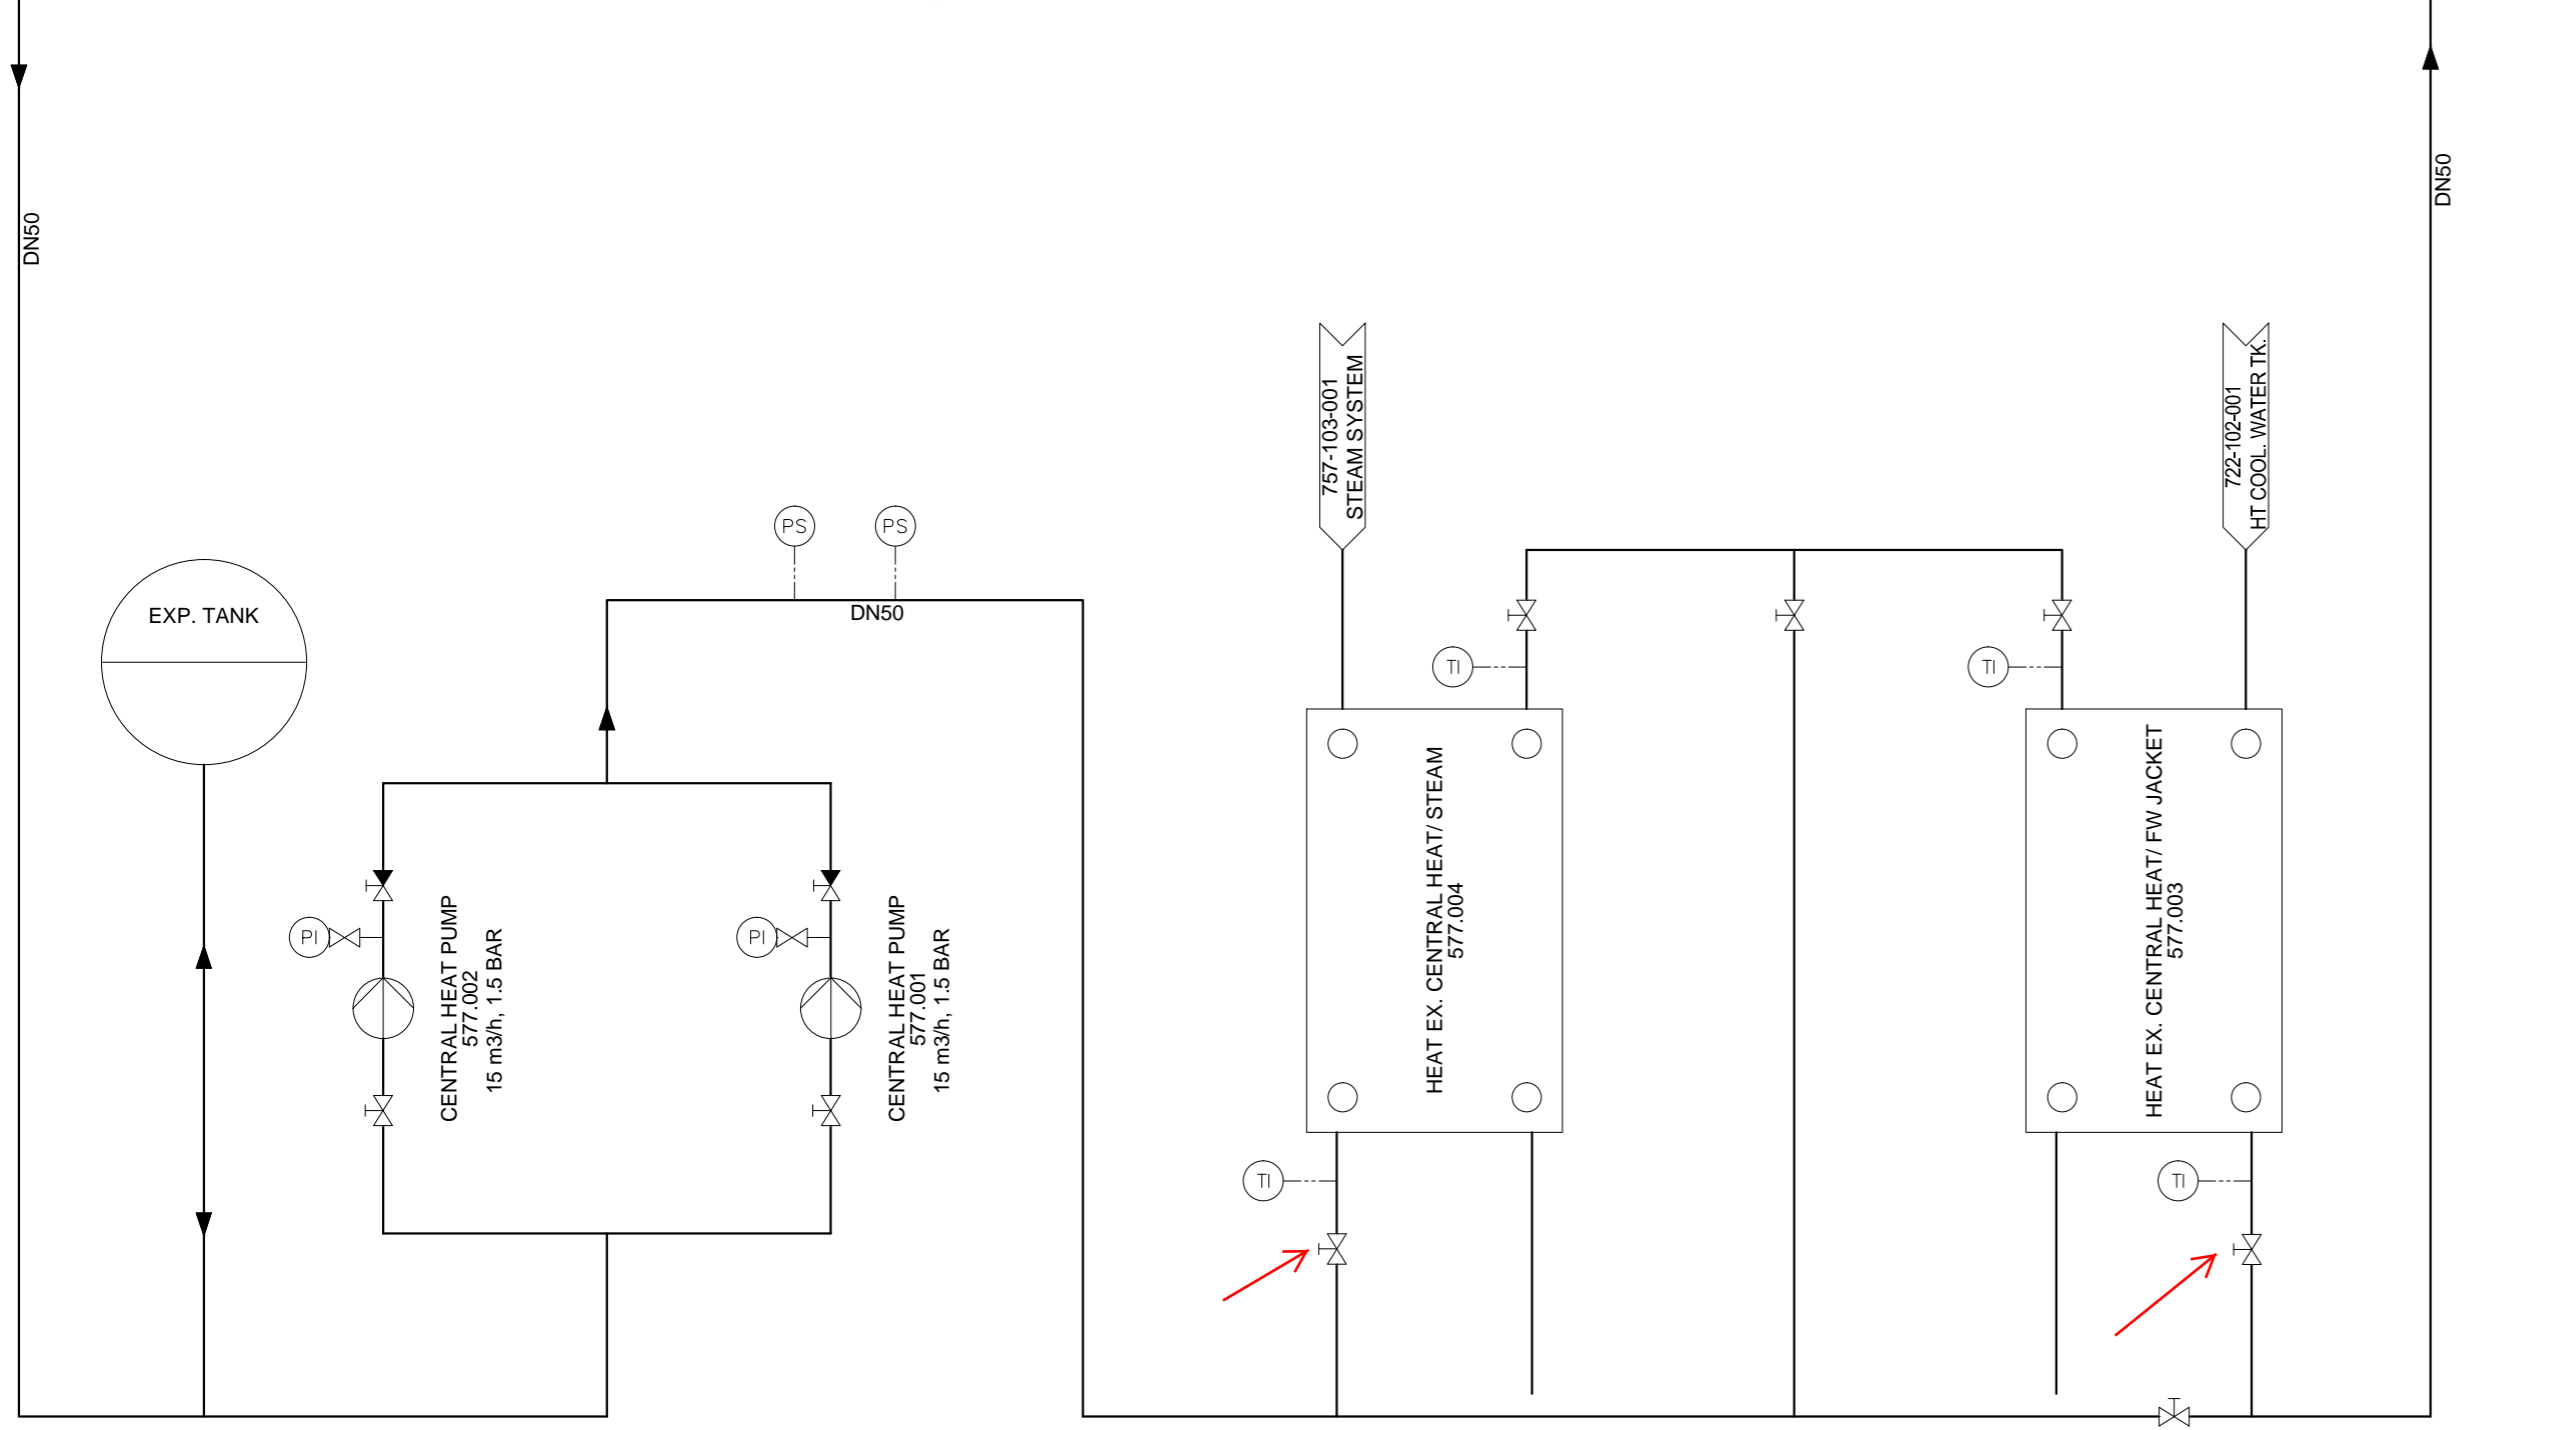 DN50
DN50
757-103-001
STEAM SYSTEM
722-102-001
HT COOL. WATER TK.
PS
PS
DN50
EXP. TANK
TI
TI
HEAT EX. CENTRAL HEAT/ STEAM
577.004
HEAT EX. CENTRAL HEAT/ FW JACKET
577.003
PI
CENTRAL HEAT PUMP
577.002
15 m3/h, 1.5 BAR
PI
CENTRAL HEAT PUMP
577.001
15 m3/h, 1.5 BAR
TI
TI